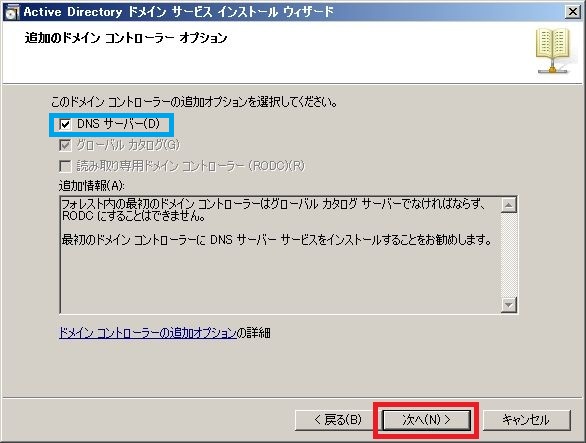 Active Directory ドメイン サービス インストール ウィザード
追加のドメイン コントローラー オプション
このドメイン コントローラーの追加オプションを選択してください。
DNS サーバー(D)
グローバル カタログ(G)
読み取り専用ドメイン コントローラー (RODC)(R)
追加情報(A):
フォレスト内の最初のドメイン コントローラーはグローバル カタログ サーバーでなければならず、
RODC にすることはできません。
最初のドメイン コントローラーに DNS サーバー サービスをインストールすることをお勧めします。
ドメイン コントローラーの追加オプションの詳細
< 戻る(B) 次へ(N) > キャンセル